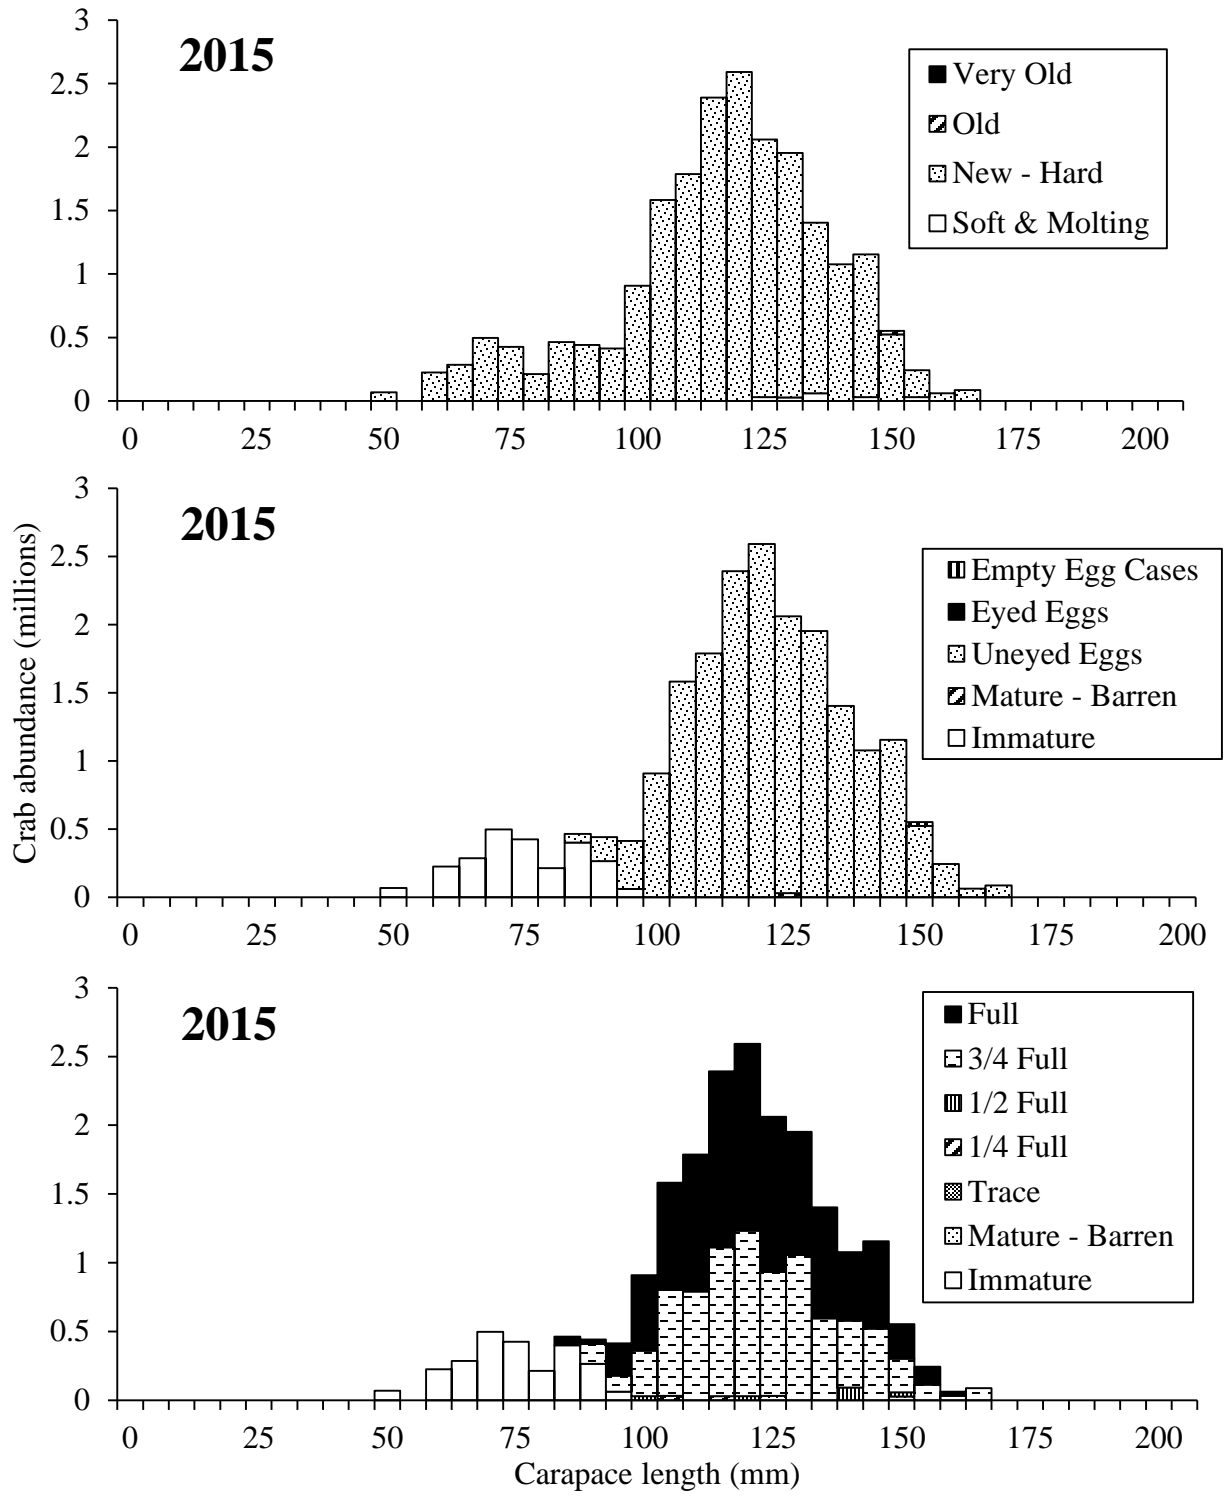 2015
3
2.5
2
1.5
1
0.5
0
Very Old
Old
New - Hard
Soft & Molting
0 25 50 75 100 125 150 175 200
Crab abundance (millions)
2015
3
2.5
2
1.5
1
0.5
0
Empty Egg Cases
Eyed Eggs
Uneyed Eggs
Mature - Barren
Immature
0 25 50 75 100 125 150 175 200
2015
3
2.5
2
1.5
1
0.5
0
Full
3/4 Full
1/2 Full
1/4 Full
Trace
Mature - Barren
Immature
0 25 50 75 100 125 150 175 200
Carapace length (mm)